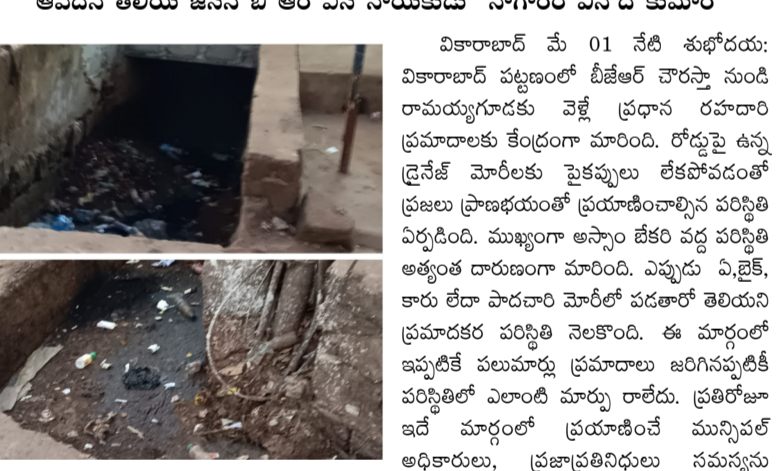 నాగారం వినోద్ కుమార్
వికారాబాద్ మే 01 నేటి శుభోదయ:
వికారాబాద్ పట్టణంలో బీజేఆర్ చౌరస్తా నుండి
రామయ్యగూడకు వెళ్లే ప్రధాన రహదారి
ప్రమాదాలకు కేంద్రంగా మారింది. రోడ్డుపై ఉన్న
డ్రైనేజ్ మోరీలకు పైకప్పులు లేకపోవడంతో
ప్రజలు ప్రాణభయంతో ప్రయాణించాల్సిన పరిస్థితి
ఏర్పడింది. ముఖ్యంగా అస్సాం బేకరి వద్ద పరిస్థితి
అత్యంత దారుణంగా మారింది. ఎప్పుడు ఏ,బైక్,
కారు లేదా పాదచారి మోరీలో పడతారో తెలియని
ప్రమాదకర పరిస్థితి నెలకొంది. ఈ మార్గంలో
ఇప్పటికే పలుమార్లు ప్రమాదాలు జరిగినప్పటికీ
పరిస్థితిలో ఎలాంటి మార్పు రాలేదు. ప్రతిరోజూ
ఇదే మార్గంలో ప్రయాణించే మున్సిపల్
అధికారులు, ప్రజాప్రతినిధులు సమస్యను